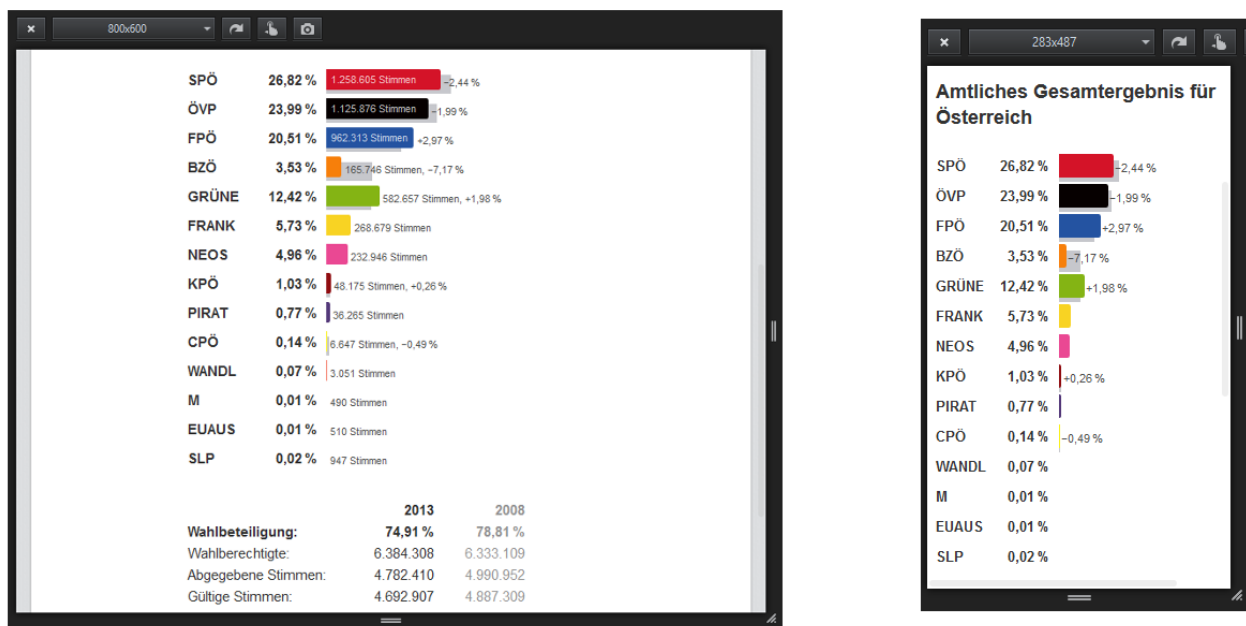 800x600
SPÖ 26,82 % 1.258.605 Stimmen −2,44 %
ÖVP 23,99 % 1.125.876 Stimmen −1,99 %
FPÖ 20,51 % 962.313 Stimmen +2,97 %
BZÖ 3,53 % 165.746 Stimmen, −7,17 %
GRÜNE 12,42 % 582.657 Stimmen, +1,98 %
FRANK 5,73 % 268.679 Stimmen
NEOS 4,96 % 232.946 Stimmen
KPÖ 1,03 % 48.175 Stimmen, +0,26 %
PIRAT 0,77 % 36.265 Stimmen
CPÖ 0,14 % 6.647 Stimmen, −0,49 %
WANDL 0,07 % 3.051 Stimmen
M 0,01 % 490 Stimmen
EUAUS 0,01 % 510 Stimmen
SLP 0,02 % 947 Stimmen
2013 2008
Wahlbeteiligung: 74,91 % 78,81 %
Wahlberechtigte: 6.384.308 6.333.109
Abgegebene Stimmen: 4.782.410 4.990.952
Gültige Stimmen: 4.692.907 4.887.309
283x487
Amtliches Gesamtergebnis für
Österreich
SPÖ 26,82 % −2,44 %
ÖVP 23,99 % −1,99 %
FPÖ 20,51 % +2,97 %
BZÖ 3,53 % −7,17 %
GRÜNE 12,42 % +1,98 %
FRANK 5,73 %
NEOS 4,96 %
KPÖ 1,03 % +0,26 %
PIRAT 0,77 %
CPÖ 0,14 % −0,49 %
WANDL 0,07 %
M 0,01 %
EUAUS 0,01 %
SLP 0,02 %